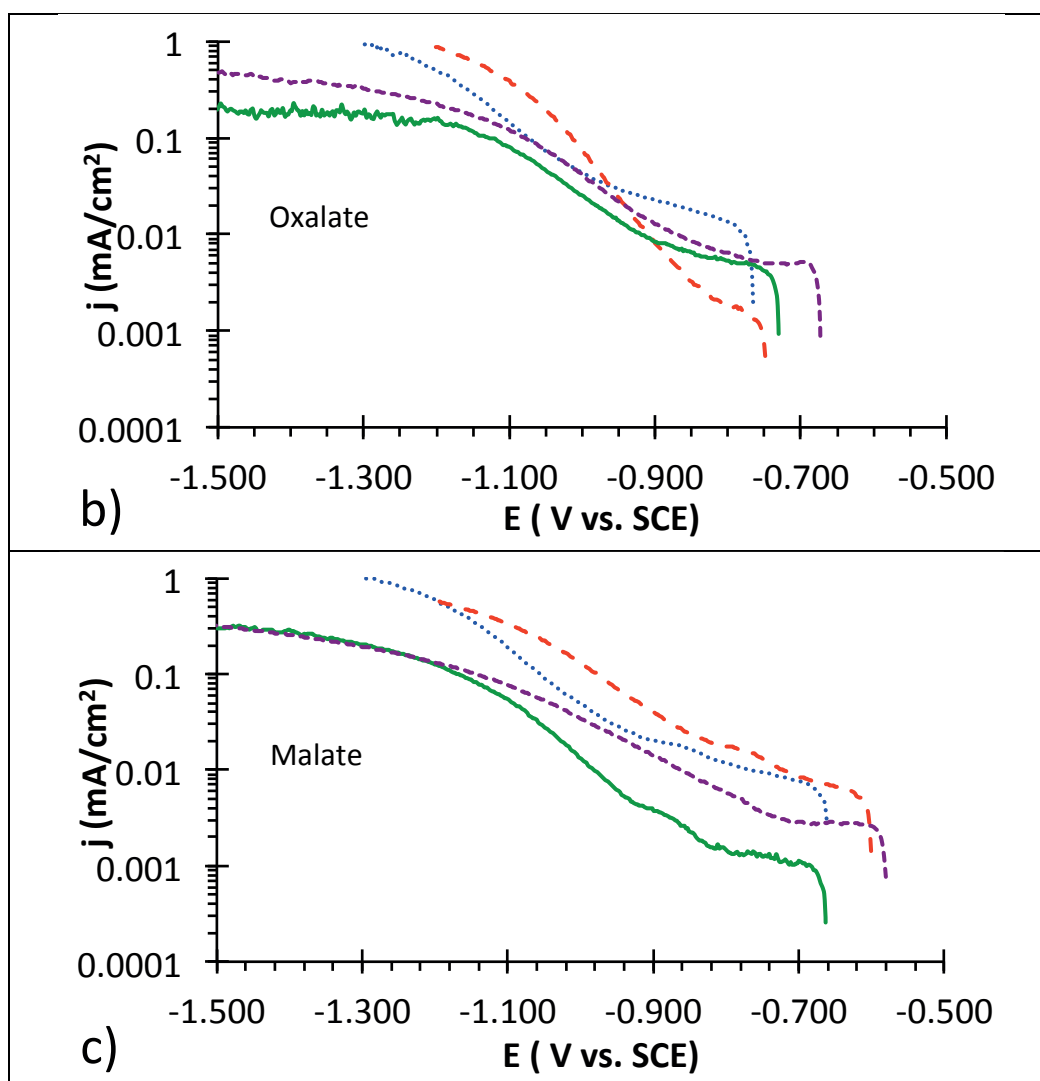 1
0.1
0.01
0.001
0.0001
j (mA/cm²)
Oxalate
-1.500 -1.300 -1.100 -0.900 -0.700 -0.500
E ( V vs. SCE)
b)
1
0.1
0.01
0.001
0.0001
j (mA/cm²)
Malate
-1.500 -1.300 -1.100 -0.900 -0.700 -0.500
E ( V vs. SCE)
c)